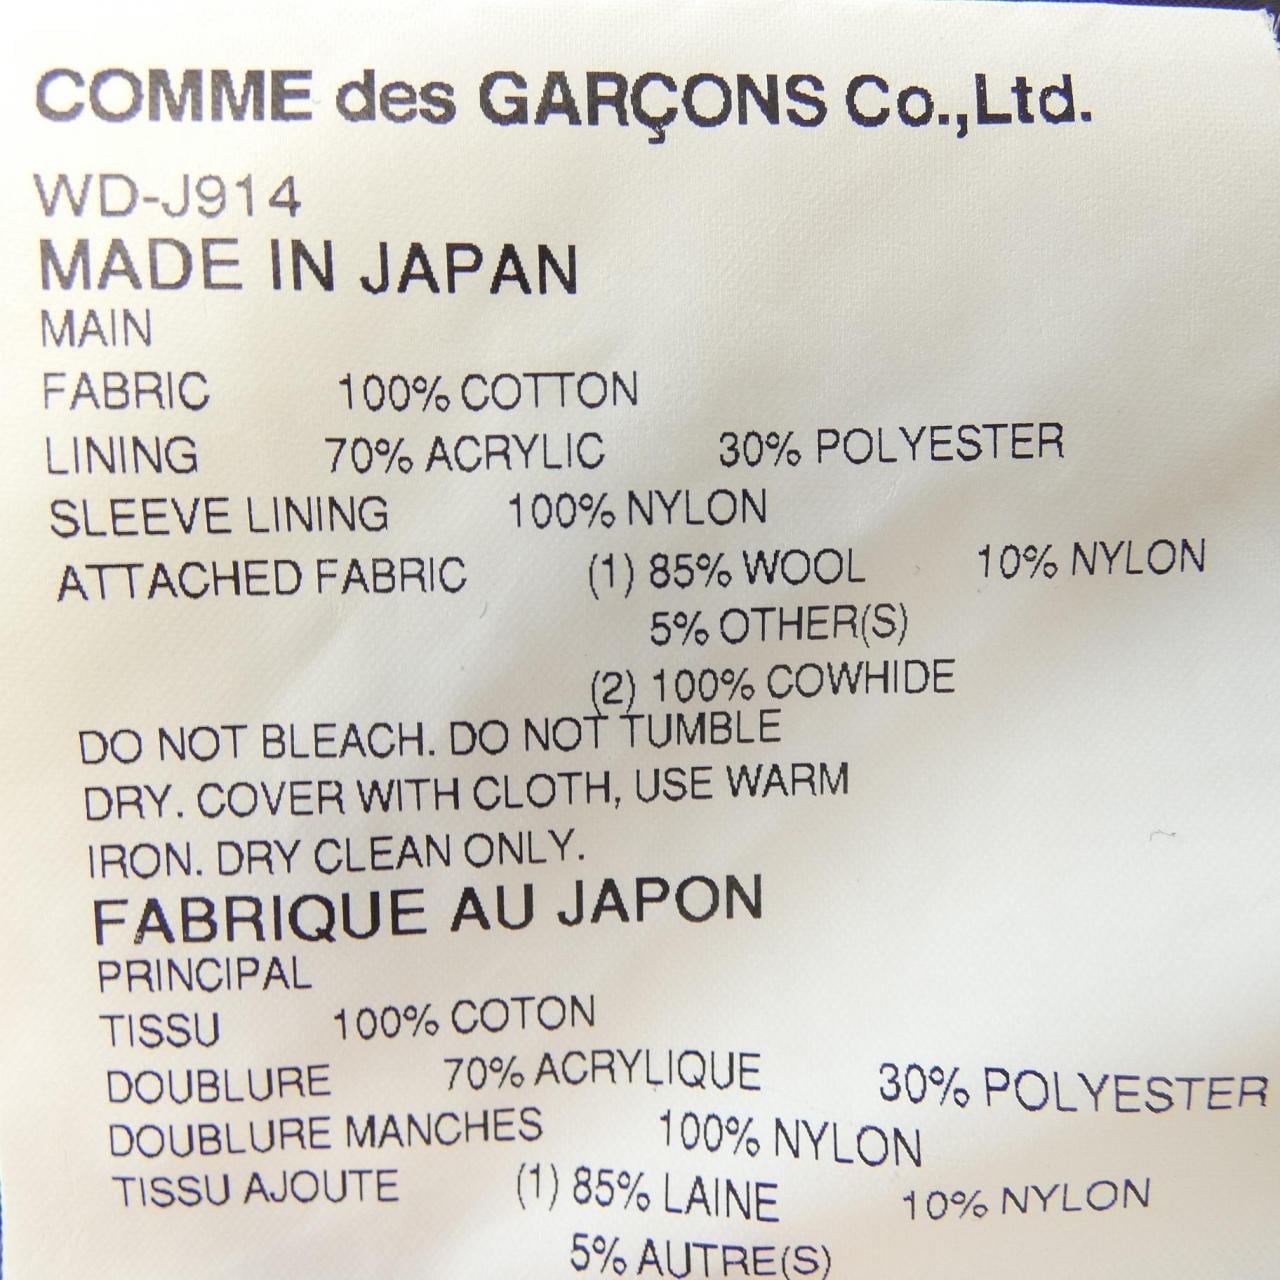 COMME des GARÇONS Co.,Ltd.
WD-J914
MADE IN JAPAN
MAIN
FABRIC 100% COTTON
LINING 70% ACRYLIC 30% POLYESTER
SLEEVE LINING 100% NYLON
ATTACHED FABRIC (1) 85% WOOL 10% NYLON
5% OTHER(S)
(2) 100% COWHIDE
DO NOT BLEACH. DO NOT TUMBLE
DRY. COVER WITH CLOTH, USE WARM
IRON. DRY CLEAN ONLY.
FABRIQUE AU JAPON
PRINCIPAL
TISSU 100% COTON
DOUBLURE 70% ACRYLIQUE 30% POLYESTER
DOUBLURE MANCHES 100% NYLON
TISSU AJOUTE (1) 85% LAINE 10% NYLON
5% AUTRE(S)